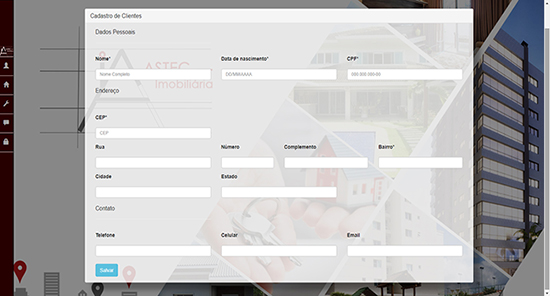 Cadastro de Clientes
Dados Pessoais
Nome* Data de nascimento* CPF*
Nome Completo DD/MM/AAAA 000.000.000-00
ASTEC
Imobiliária
Endereço
CEP*
CEP
Rua Número Complemento Bairro*
Cidade Estado
Contato
Telefone Celular Email
Salvar